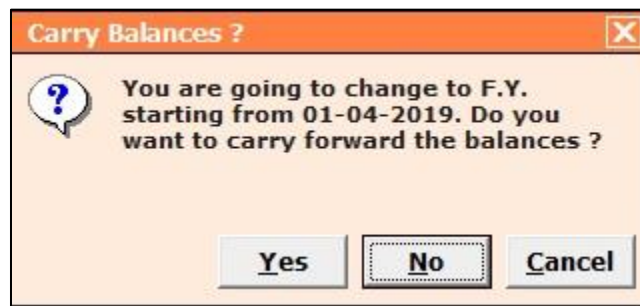 Carry Balances ?
You are going to change to F.Y.
starting from 01-04-2019. Do you
want to carry forward the balances ?
Yes No Cancel